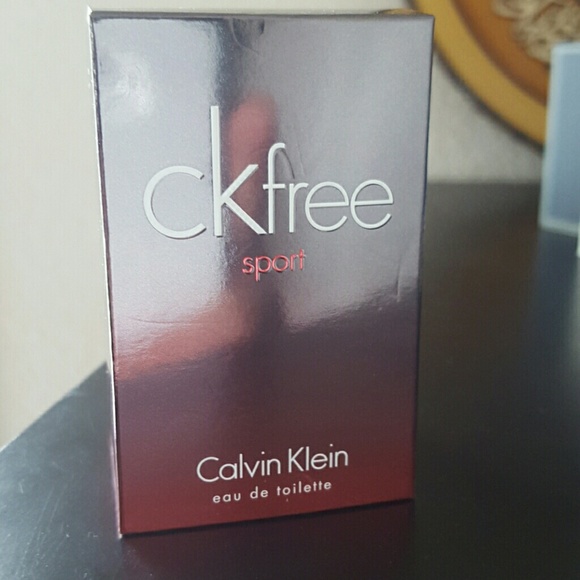 ckfree
sport
Calvin Klein
eau de toilette